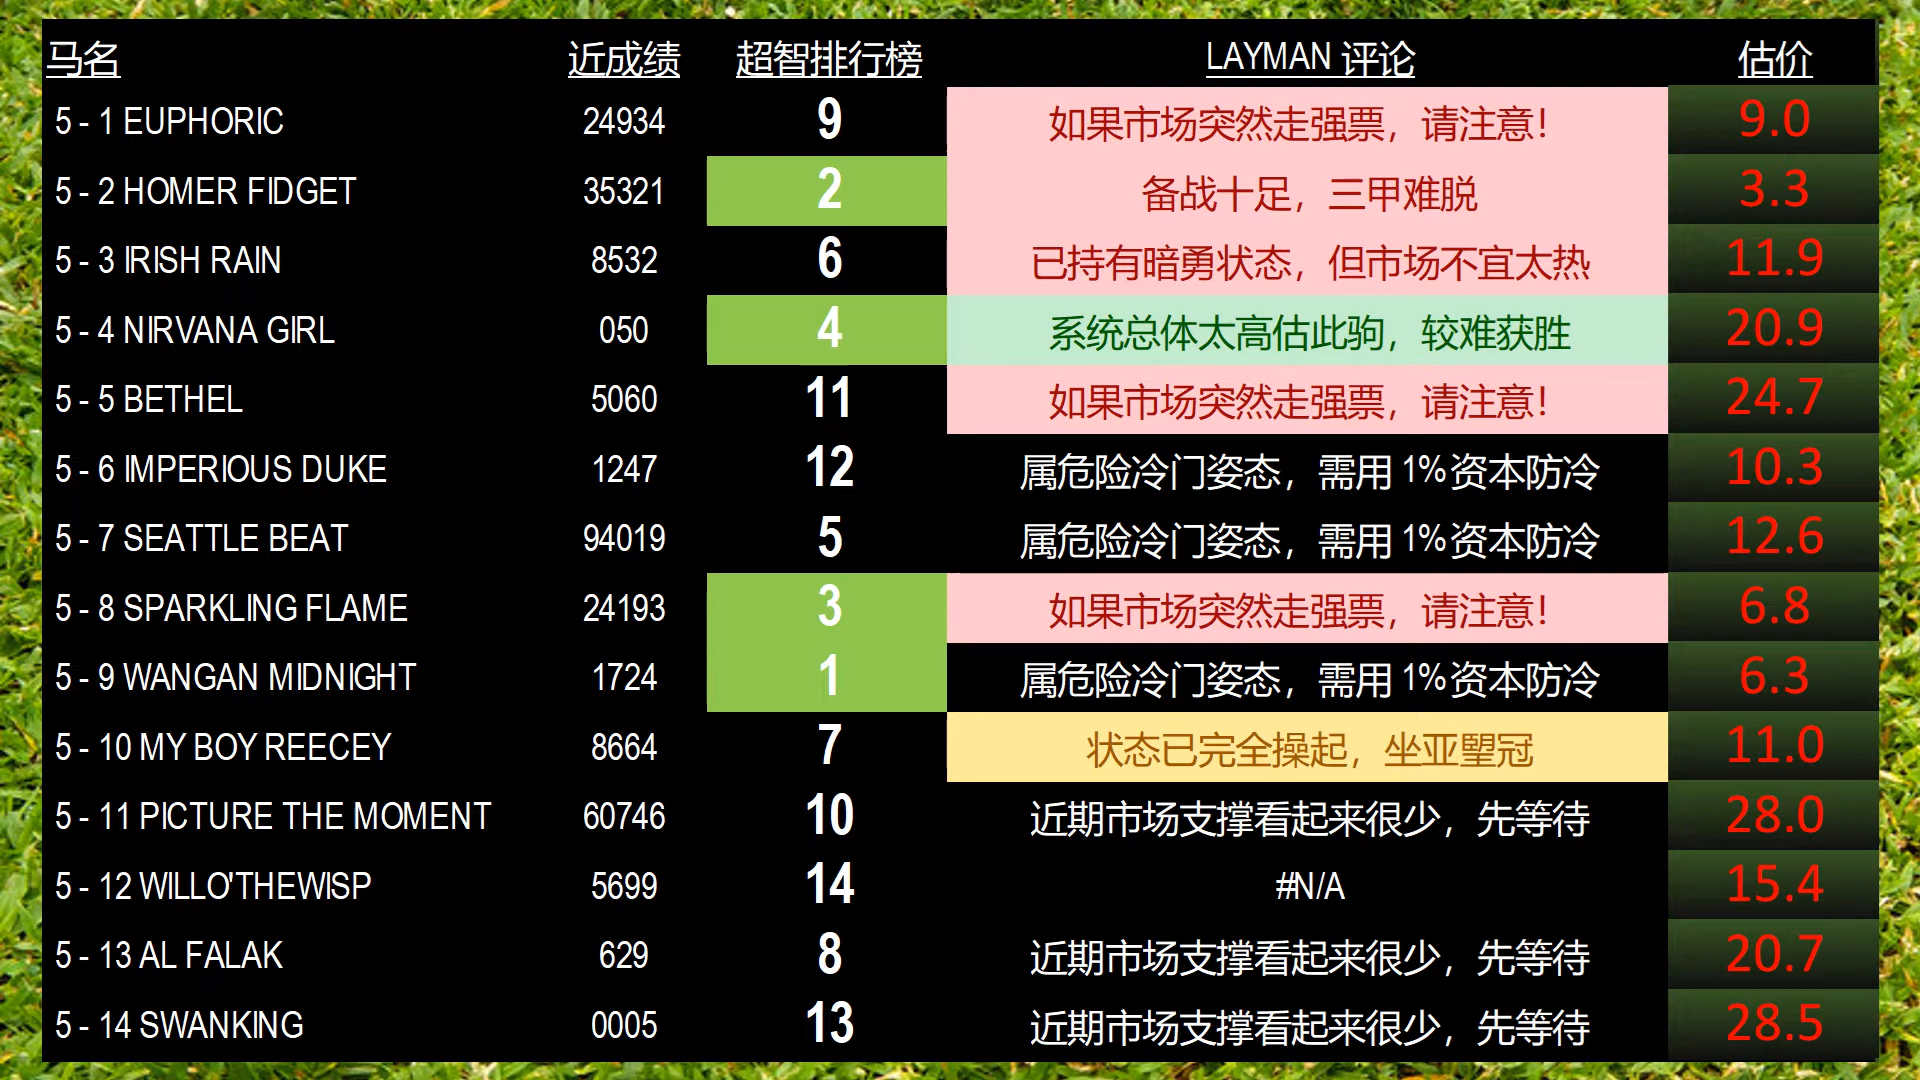 马名 近成绩 超智排行榜 LAYMAN 评论 估价
5 - 1 EUPHORIC 24934 9 如果市场突然走强票，请注意！ 9.0
5 - 2 HOMER FIDGET 35321 2 备战十足，三甲难脱 3.3
5 - 3 IRISH RAIN 8532 6 已持有暗勇状态，但市场不宜太热 11.9
5 - 4 NIRVANA GIRL 050 4 系统总体太高估此驹，较难获胜 20.9
5 - 5 BETHEL 5060 11 如果市场突然走强票，请注意！ 24.7
5 - 6 IMPERIOUS DUKE 1247 12 属危险冷门姿态，需用 1%资本防冷 10.3
5 - 7 SEATTLE BEAT 94019 5 属危险冷门姿态，需用 1%资本防冷 12.6
5 - 8 SPARKLING FLAME 24193 3 如果市场突然走强票，请注意！ 6.8
5 - 9 WANGAN MIDNIGHT 1724 1 属危险冷门姿态，需用 1%资本防冷 6.3
5 - 10 MY BOY REECEY 8664 7 状态已完全操起，坐亚朢冠 11.0
5 - 11 PICTURE THE MOMENT 60746 10 近期市场支撑看起来很少，先等待 28.0
5 - 12 WILLO'THEWISP 5699 14 #N/A 15.4
5 - 13 AL FALAK 629 8 近期市场支撑看起来很少，先等待 20.7
5 - 14 SWANKING 0005 13 近期市场支撑看起来很少，先等待 28.5